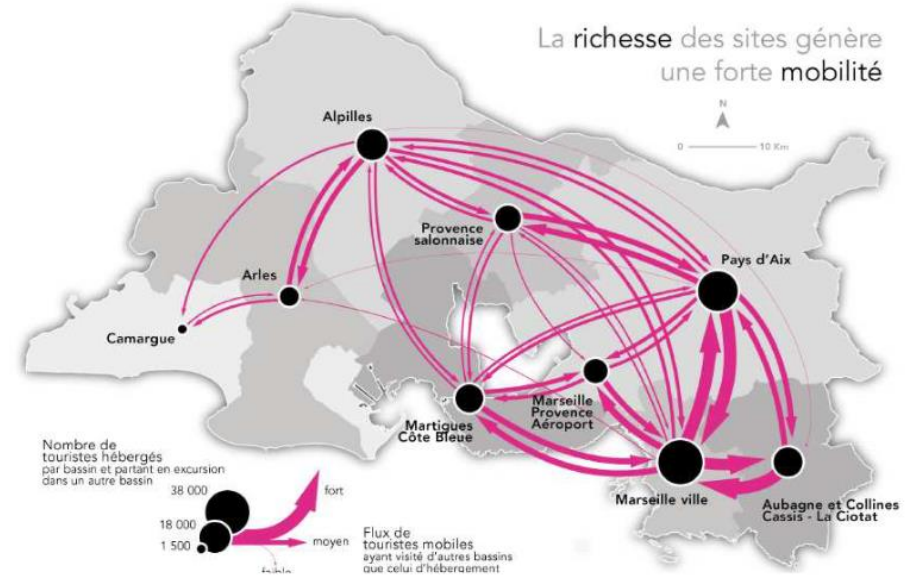 La richesse des sites génère
une forte mobilité
N
0 10 Km
Alpilles
Provence
salonnaise
Pays d'Aix
Arles
Camargue
Martigues
Côte Bleue
Marseille
Provence
Aéroport
Marseille ville
Aubagne et Collines
Cassis - La Ciotat
Nombre de
touristes hébergés
par bassin et partant en excursion
dans un autre bassin
38 000
18 000
1 500
fort
moyen
faible
Flux de
touristes mobiles
ayant visité d'autres bassins
que celui d'hébergement